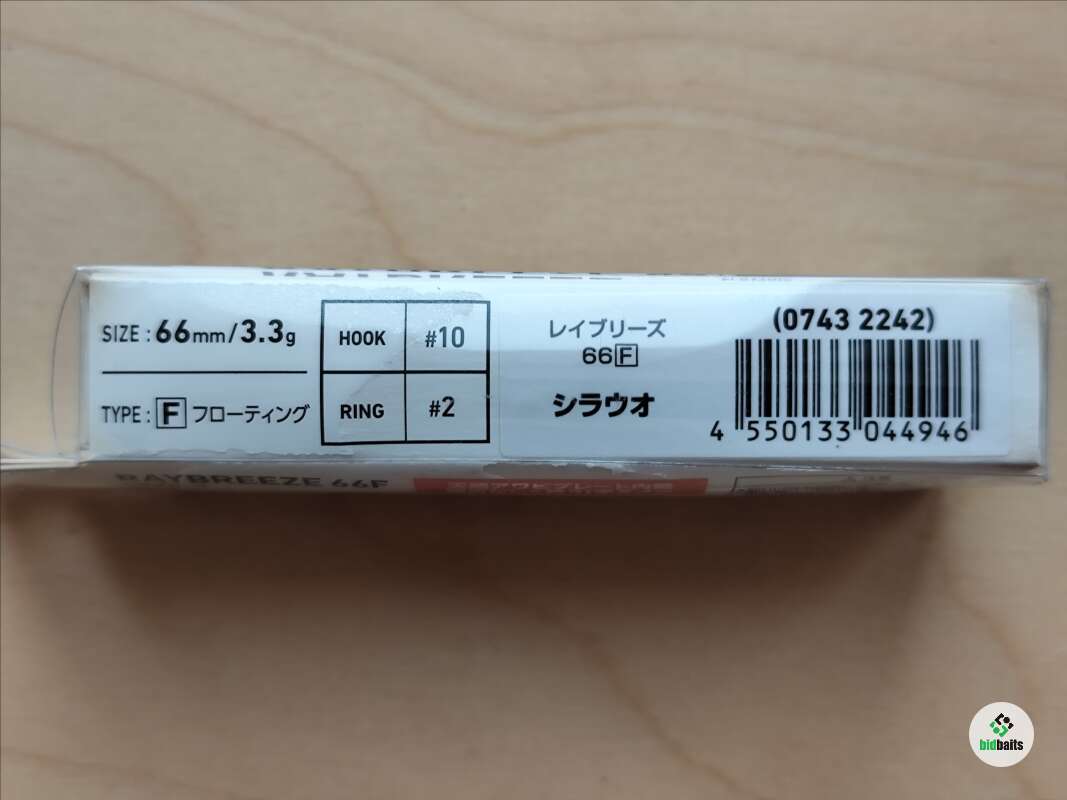 SIZE : 66mm/3.3g
TYPE : F フローティング
HOOK #10
RING #2
レイブリーズ
66F
シラウオ
(0743 2242)
4 550133 044946
RAYBREEZE 66F
bidbaits